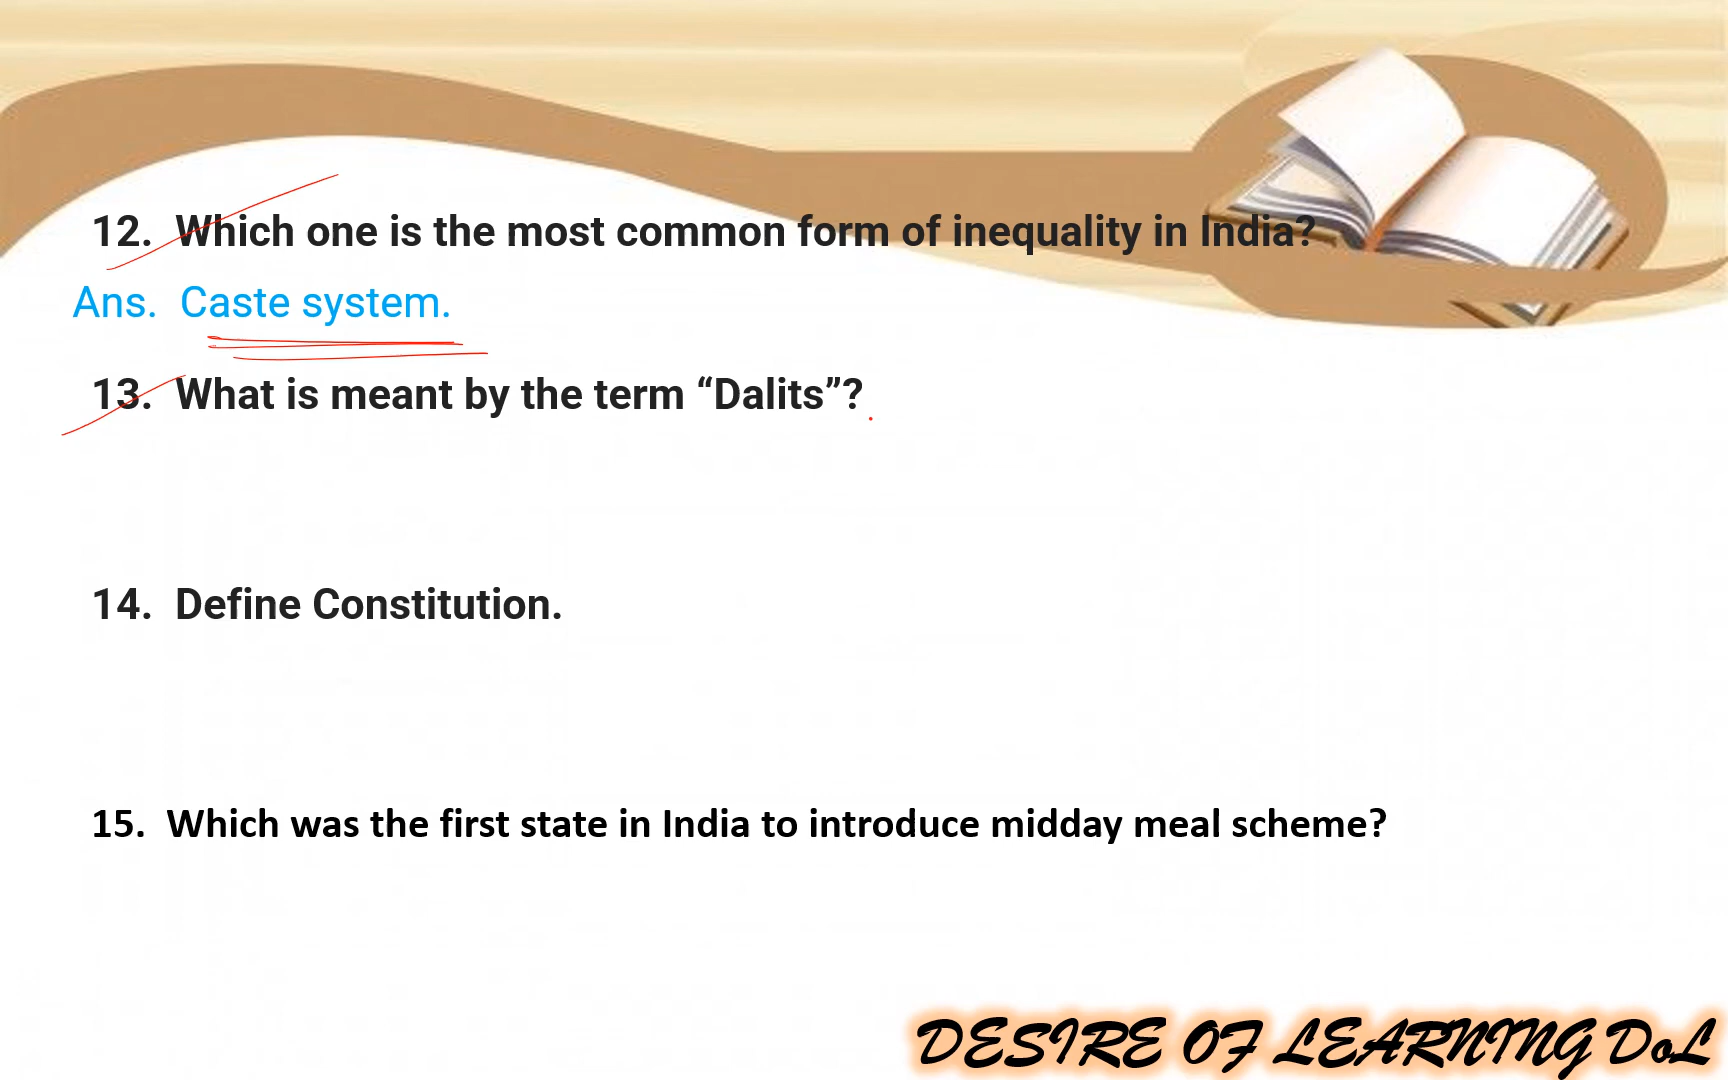 12. Which one is the most common form of inequality in India?
Ans. Caste system.
13. What is meant by the term “Dalits”?
14. Define Constitution.
15. Which was the first state in India to introduce midday meal scheme?
DESIRE OF LEARNING DoL